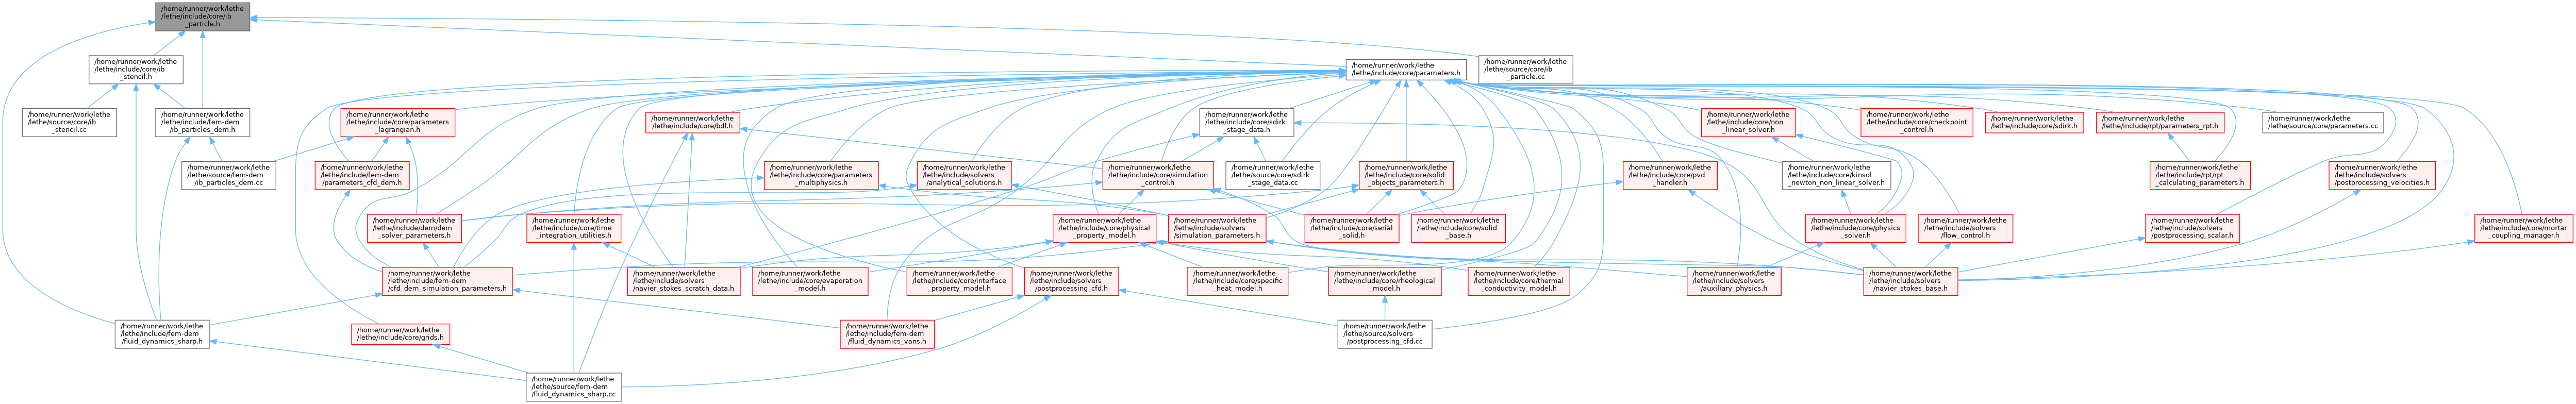 /home/runner/work/lethe
/lethe/include/core/ib
_particle.h
/home/runner/work/lethe
/lethe/include/core/ib
_stencil.h
/home/runner/work/lethe
/lethe/include/core/parameters.h
/home/runner/work/lethe
/lethe/source/core/ib
_particle.cc
/home/runner/work/lethe
/lethe/source/core/ib
_stencil.cc
/home/runner/work/lethe
/lethe/include/fem-dem
/ib_particles_dem.h
/home/runner/work/lethe
/lethe/include/core/parameters
_lagrangian.h
/home/runner/work/lethe
/lethe/include/core/bdf.h
/home/runner/work/lethe
/lethe/include/core/sdirk
_stage_data.h
/home/runner/work/lethe
/lethe/include/core/non
_linear_solver.h
/home/runner/work/lethe
/lethe/include/core/checkpoint
_control.h
/home/runner/work/lethe
/lethe/include/core/sdirk.h
/home/runner/work/lethe
/lethe/include/rpt/parameters_rpt.h
/home/runner/work/lethe
/lethe/source/core/parameters.cc
/home/runner/work/lethe
/lethe/source/fem-dem
/ib_particles_dem.cc
/home/runner/work/lethe
/lethe/include/fem-dem
/parameters_cfd_dem.h
/home/runner/work/lethe
/lethe/include/core/parameters
_multiphysics.h
/home/runner/work/lethe
/lethe/include/solvers
/analytical_solutions.h
/home/runner/work/lethe
/lethe/include/core/simulation
_control.h
/home/runner/work/lethe
/lethe/source/core/sdirk
_stage_data.cc
/home/runner/work/lethe
/lethe/include/core/solid
_objects_parameters.h
/home/runner/work/lethe
/lethe/include/core/pvd
_handler.h
/home/runner/work/lethe
/lethe/include/core/kinsol
_newton_non_linear_solver.h
/home/runner/work/lethe
/lethe/include/rpt/rpt
_calculating_parameters.h
/home/runner/work/lethe
/lethe/include/solvers
/postprocessing_velocities.h
/home/runner/work/lethe
/lethe/include/dem/dem
_solver_parameters.h
/home/runner/work/lethe
/lethe/include/core/time
_integration_utilities.h
/home/runner/work/lethe
/lethe/include/core/physical
_property_model.h
/home/runner/work/lethe
/lethe/include/solvers
/simulation_parameters.h
/home/runner/work/lethe
/lethe/include/core/serial
_solid.h
/home/runner/work/lethe
/lethe/include/core/solid
_base.h
/home/runner/work/lethe
/lethe/include/core/physics
_solver.h
/home/runner/work/lethe
/lethe/include/solvers
/flow_control.h
/home/runner/work/lethe
/lethe/include/solvers
/postprocessing_scalar.h
/home/runner/work/lethe
/lethe/include/core/mortar
_coupling_manager.h
/home/runner/work/lethe
/lethe/include/fem-dem
/cfd_dem_simulation_parameters.h
/home/runner/work/lethe
/lethe/include/solvers
/navier_stokes_scratch_data.h
/home/runner/work/lethe
/lethe/include/core/evaporation
_model.h
/home/runner/work/lethe
/lethe/include/core/interface
_property_model.h
/home/runner/work/lethe
/lethe/include/solvers
/postprocessing_cfd.h
/home/runner/work/lethe
/lethe/include/core/specific
_heat_model.h
/home/runner/work/lethe
/lethe/include/core/rheological
_model.h
/home/runner/work/lethe
/lethe/include/core/thermal
_conductivity_model.h
/home/runner/work/lethe
/lethe/include/solvers
/auxiliary_physics.h
/home/runner/work/lethe
/lethe/include/solvers
/navier_stokes_base.h
/home/runner/work/lethe
/lethe/include/fem-dem
/fluid_dynamics_sharp.h
/home/runner/work/lethe
/lethe/include/core/grids.h
/home/runner/work/lethe
/lethe/include/fem-dem
/fluid_dynamics_vans.h
/home/runner/work/lethe
/lethe/source/solvers
/postprocessing_cfd.cc
/home/runner/work/lethe
/lethe/source/fem-dem
/fluid_dynamics_sharp.cc